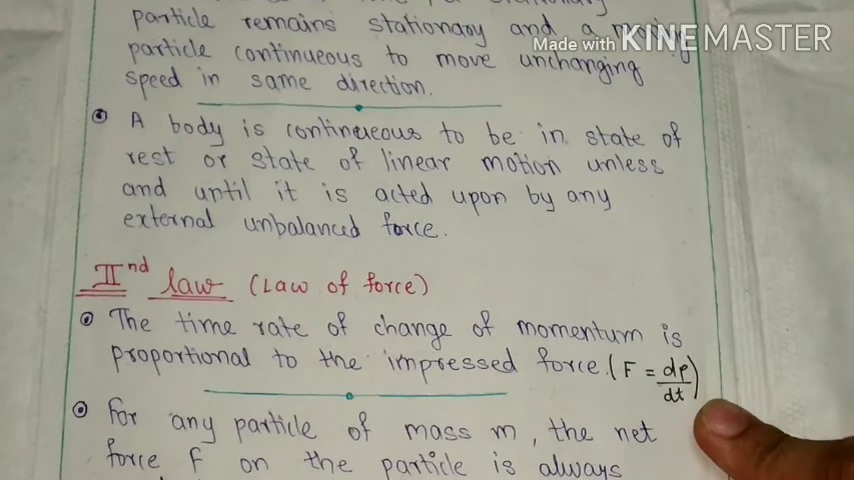 particle remains stationary and a moving
Made with KINEMASTER
particle continueous to move unchanging
speed in same direction.
A body is continueous to be in state of
rest or state of linear motion unless
and until it is acted upon by any
external unbalanced force.
IInd law (Law of force)
The time rate of change of momentum is
proportional to the impressed force. (F = dp/dt)
For any particle of mass m, the net
force F on the particle is always